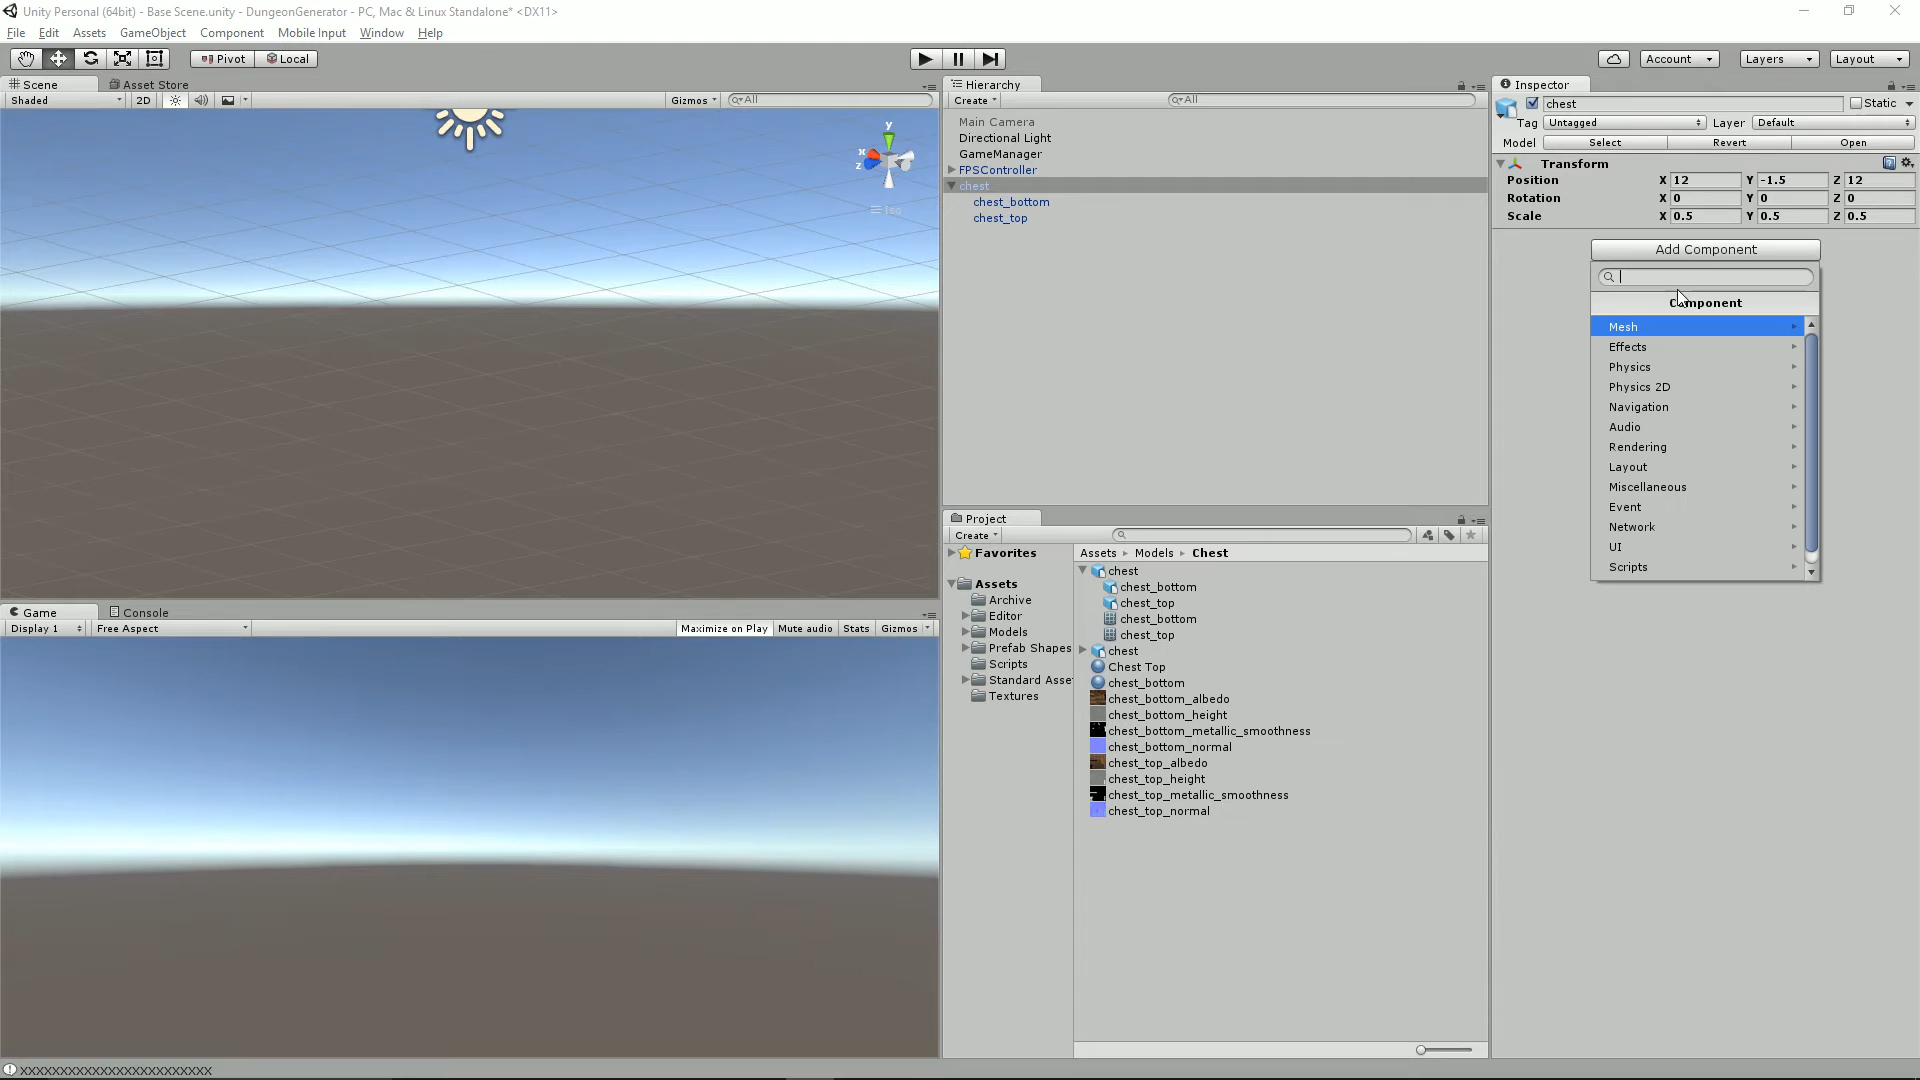 Unity Personal (64bit) - Base Scene.unity - DungeonGenerator - PC, Mac & Linux Standalone* <DX11>
File Edit Assets GameObject Component Mobile Input Window Help
Pivot Local Account Layers Layout
Scene Asset Store
Shaded 2D Gizmos All
y
x
z
Iso
Game Console
Display 1 Free Aspect Maximize on Play Mute audio Stats Gizmos
Hierarchy
Create All
Main Camera
Directional Light
GameManager
FPSController
chest
chest_bottom
chest_top
Project
Create
Favorites
Assets
Archive
Editor
Models
Prefab Shapes
Scripts
Standard Asse
Textures
Assets Models Chest
chest
chest_bottom
chest_top
chest_bottom
chest_top
chest
Chest Top
chest_bottom
chest_bottom_albedo
chest_bottom_height
chest_bottom_metallic_smoothness
chest_bottom_normal
chest_top_albedo
chest_top_height
chest_top_metallic_smoothness
chest_top_normal
Inspector
chest Static
Tag Untagged Layer Default
Model Select Revert Open
Transform
Position X 12 Y -1.5 Z 12
Rotation X 0 Y 0 Z 0
Scale X 0.5 Y 0.5 Z 0.5
Add Component
Component
Mesh
Effects
Physics
Physics 2D
Navigation
Audio
Rendering
Layout
Miscellaneous
Event
Network
UI
Scripts